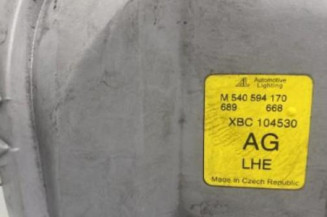 Automotive
Lighting
M 540 594 170
689 668
XBC 104530
AG
LHE
Made in Czech Republic